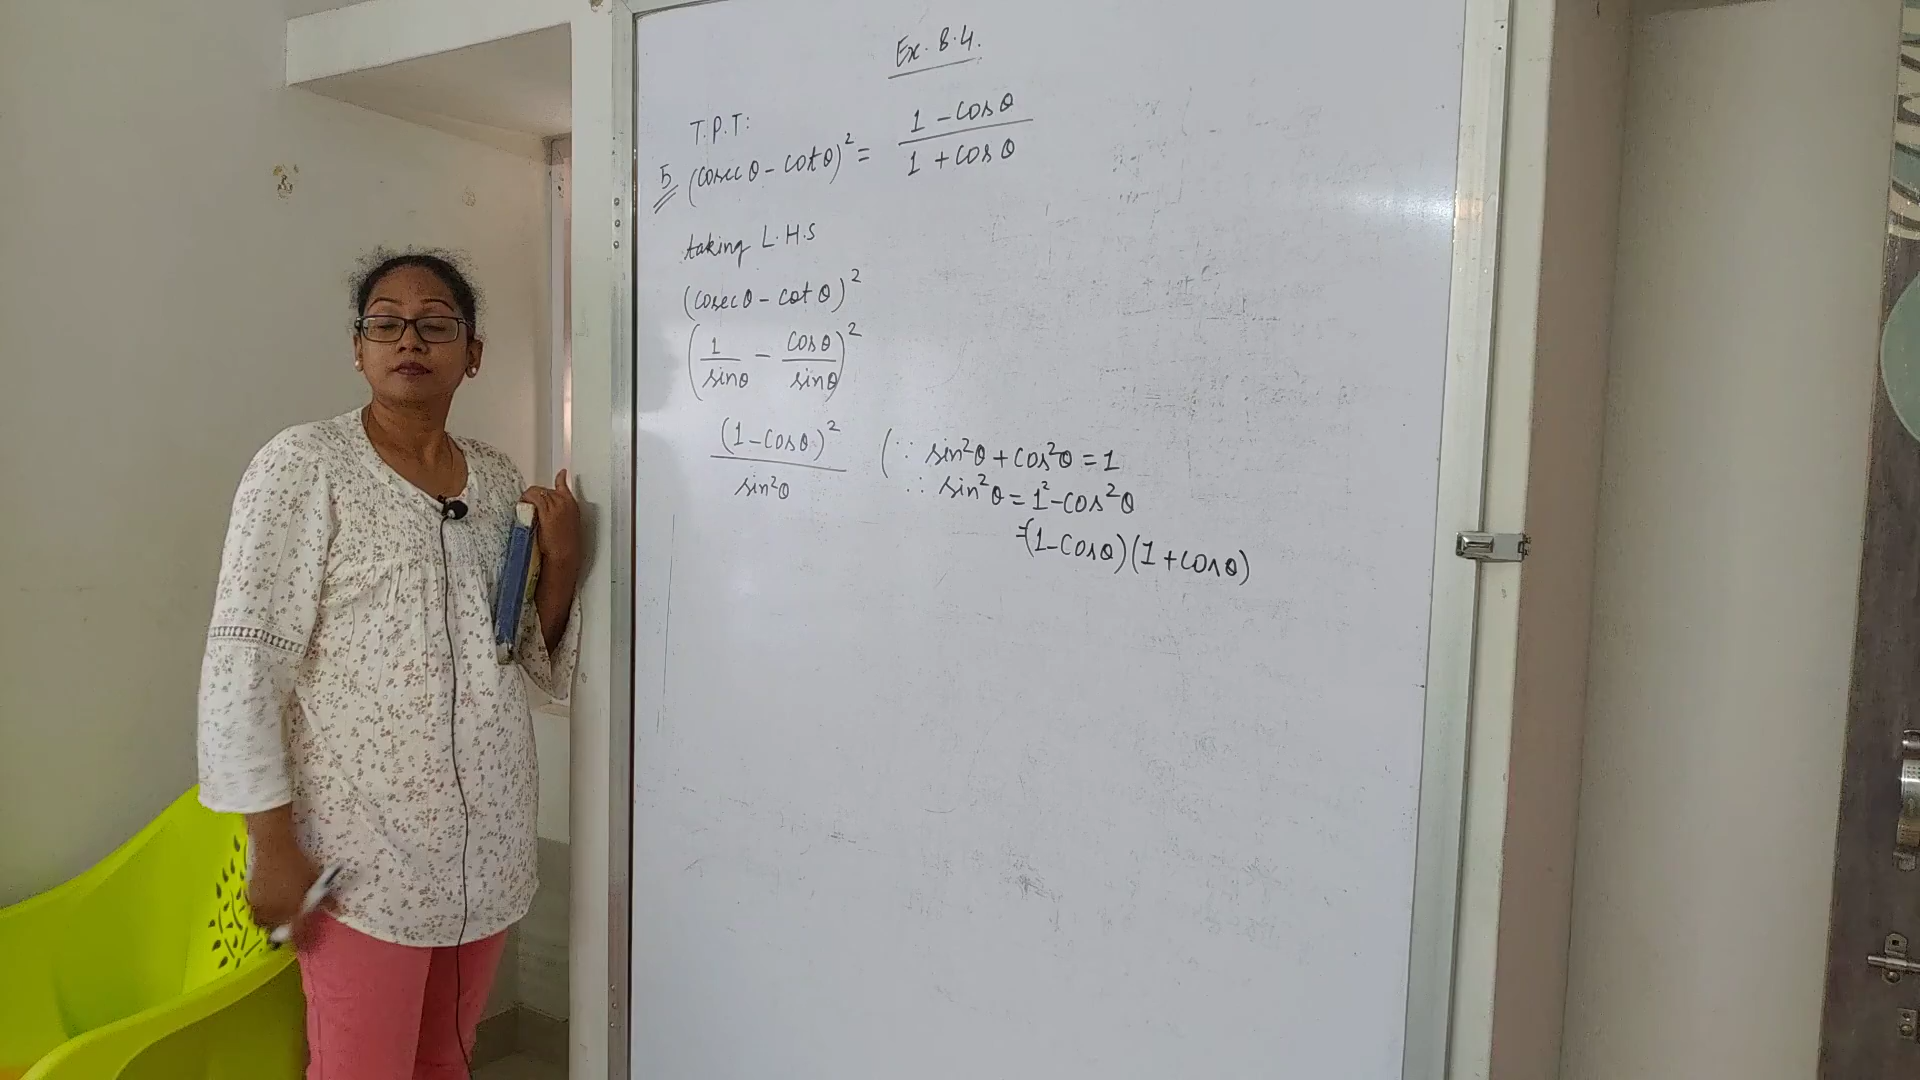 Ex. 8.4.
T.P.T:
5 (cosec θ - cot θ)² = (1 - cos θ)/(1 + cos θ)
taking L.H.S
(cosec θ - cot θ)²
(1/sin θ - cos θ/sin θ)²
(1 - cos θ)²/sin²θ (∵ sin²θ + cos²θ = 1
∴ sin²θ = 1² - cos²θ
= (1 - cos θ)(1 + cos θ)